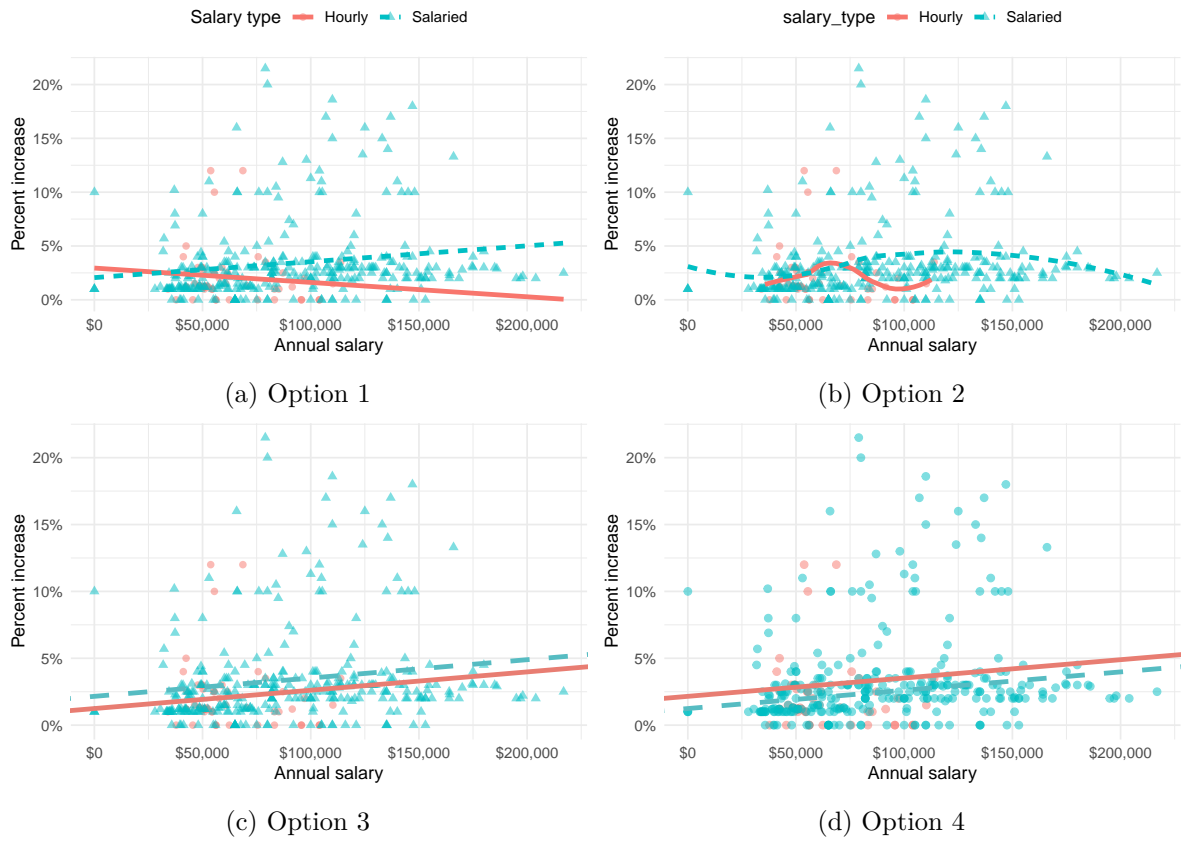 Salary type Hourly Salaried
Percent increase
20%
15%
10%
5%
0%
$0 $50,000 $100,000 $150,000 $200,000
Annual salary
(a) Option 1
salary_type Hourly Salaried
Percent increase
20%
15%
10%
5%
0%
$0 $50,000 $100,000 $150,000 $200,000
Annual salary
(b) Option 2
Percent increase
20%
15%
10%
5%
0%
$0 $50,000 $100,000 $150,000 $200,000
Annual salary
(c) Option 3
Percent increase
20%
15%
10%
5%
0%
$0 $50,000 $100,000 $150,000 $200,000
Annual salary
(d) Option 4